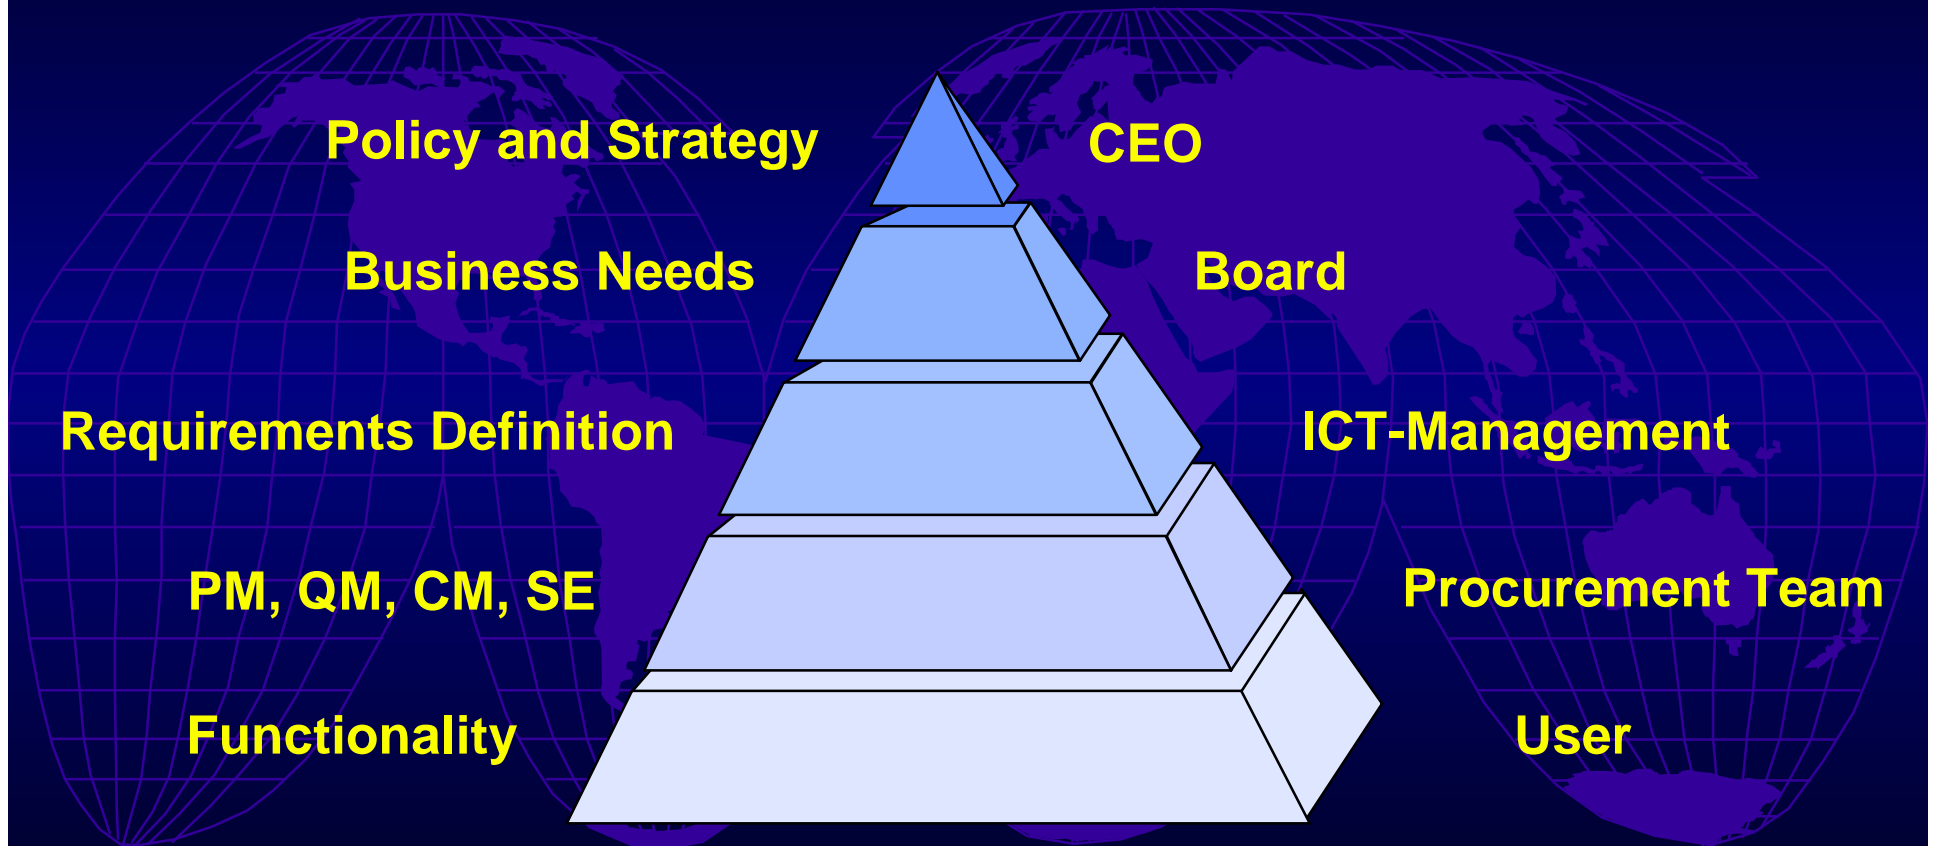 Policy and Strategy
CEO
Business Needs
Board
Requirements Definition
ICT-Management
PM, QM, CM, SE
Procurement Team
Functionality
User